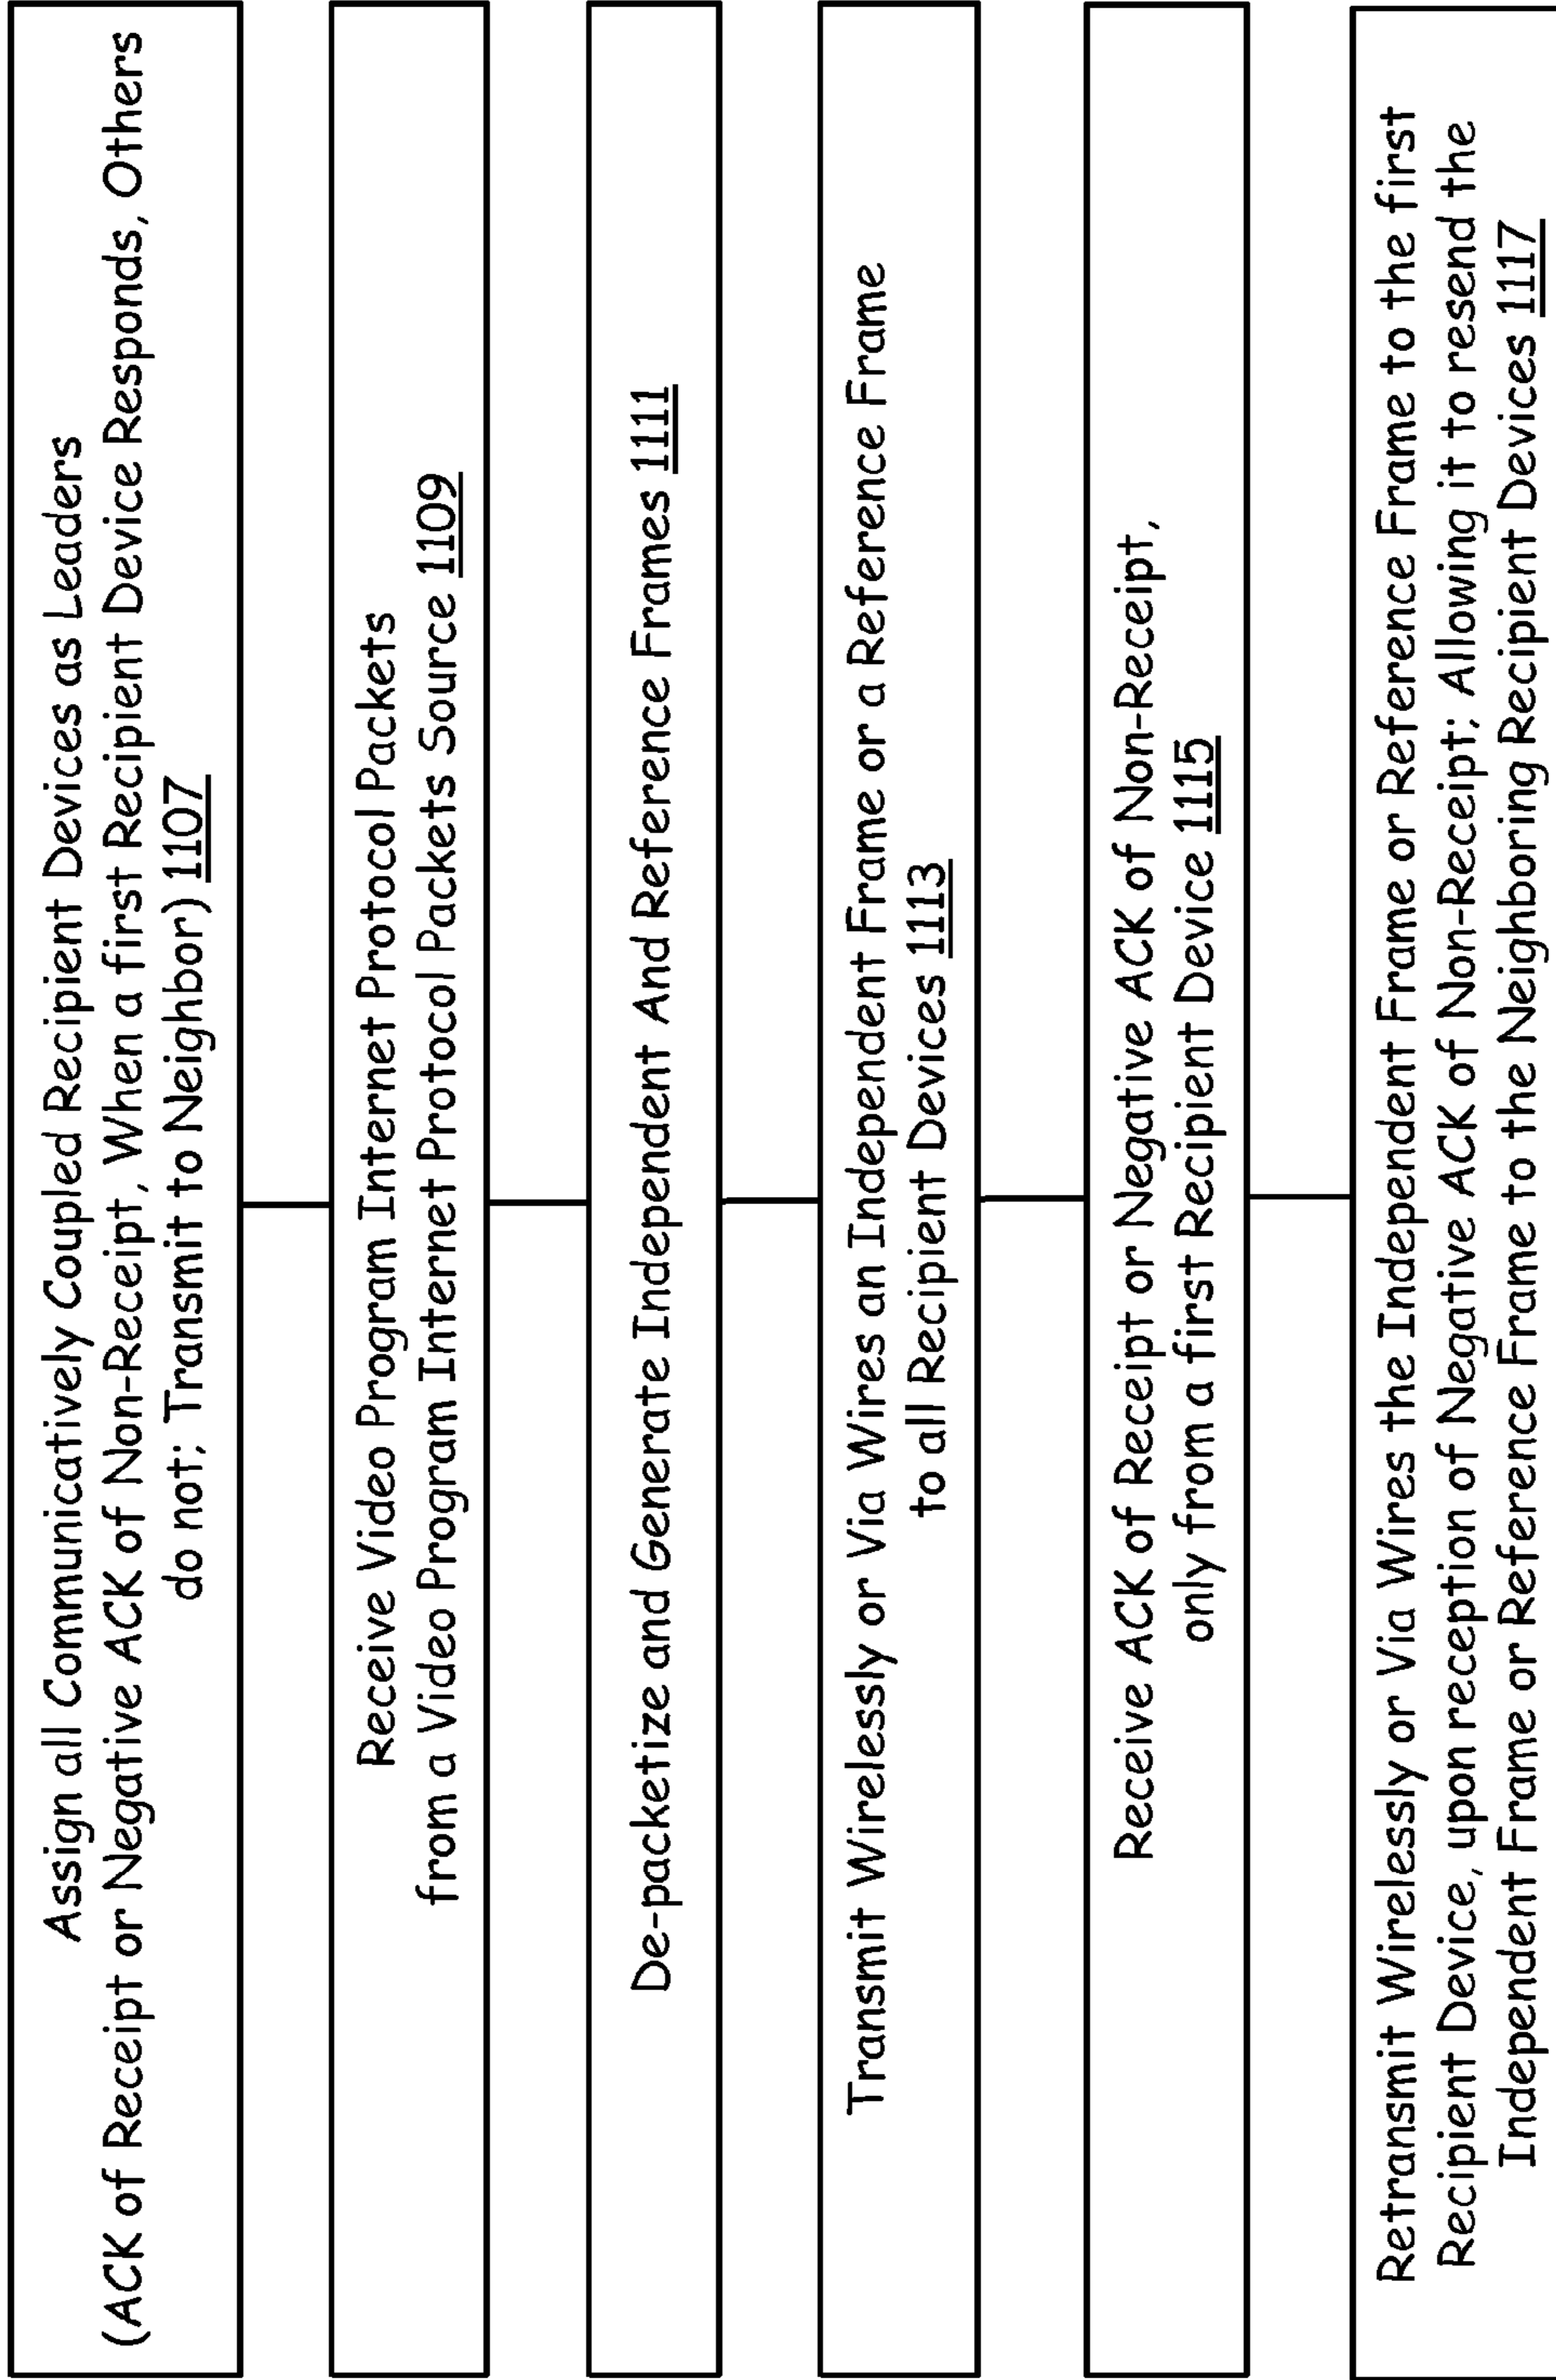 Assign all Communicatively Coupled Recipient Devices as Leaders
(ACK of Receipt or Negative ACK of Non-Receipt, When a first Recipient Device Responds, Others
do not; Transmit to Neighbor) 1107
Receive Video Program Internet Protocol Packets
from a Video Program Internet Protocol Packets Source 1109
De-packetize and Generate Independent And Reference Frames 1111
Transmit Wirelessly or Via Wires an Independent Frame or a Reference Frame
to all Recipient Devices 1113
Receive ACK of Receipt or Negative ACK of Non-Receipt,
only from a first Recipient Device 1115
Retransmit Wirelessly or Via Wires the Independent Frame or Reference Frame to the first
Recipient Device, upon reception of Negative ACK of Non-Receipt; Allowing it to resend the
Independent Frame or Reference Frame to the Neighboring Recipient Devices 1117